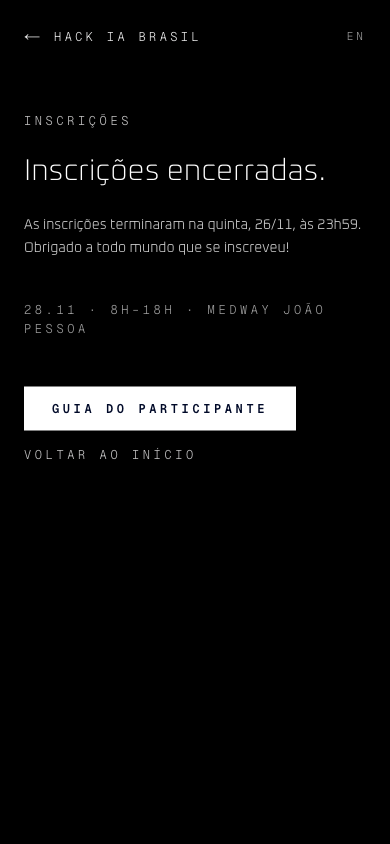 ← HACK IA BRASIL
EN
INSCRIÇÕES
Inscrições encerradas.
As inscrições terminaram na quinta, 26/11, às 23h59.
Obrigado a todo mundo que se inscreveu!
28.11 · 8H–18H · MEDWAY JOÃO
PESSOA
GUIA DO PARTICIPANTE
VOLTAR AO INÍCIO